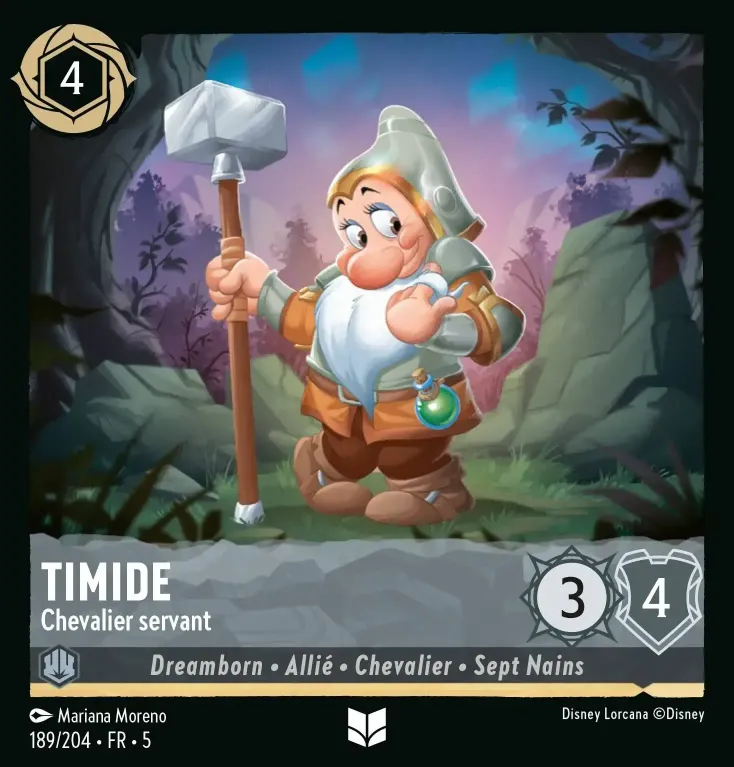 4
TIMIDE
Chevalier servant
3 4
Dreamborn • Allié • Chevalier • Sept Nains
Mariana Moreno
Disney Lorcana ©Disney
189/204 • FR • 5